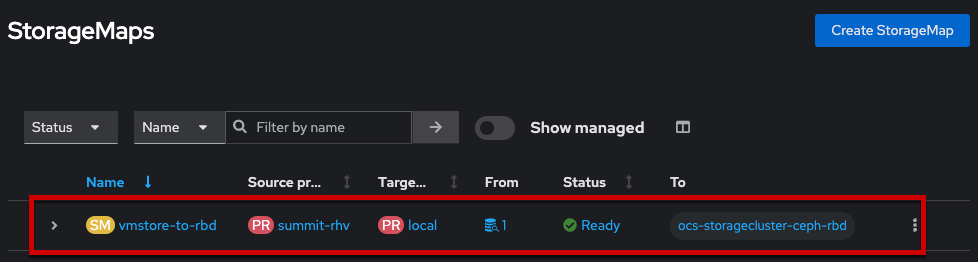 StorageMaps
Create StorageMap
Status Name Filter by name Show managed
Name Source pr... Targe... From Status To
SM vmstore-to-rbd PR summit-rhv PR local 1 Ready ocs-storagecluster-ceph-rbd